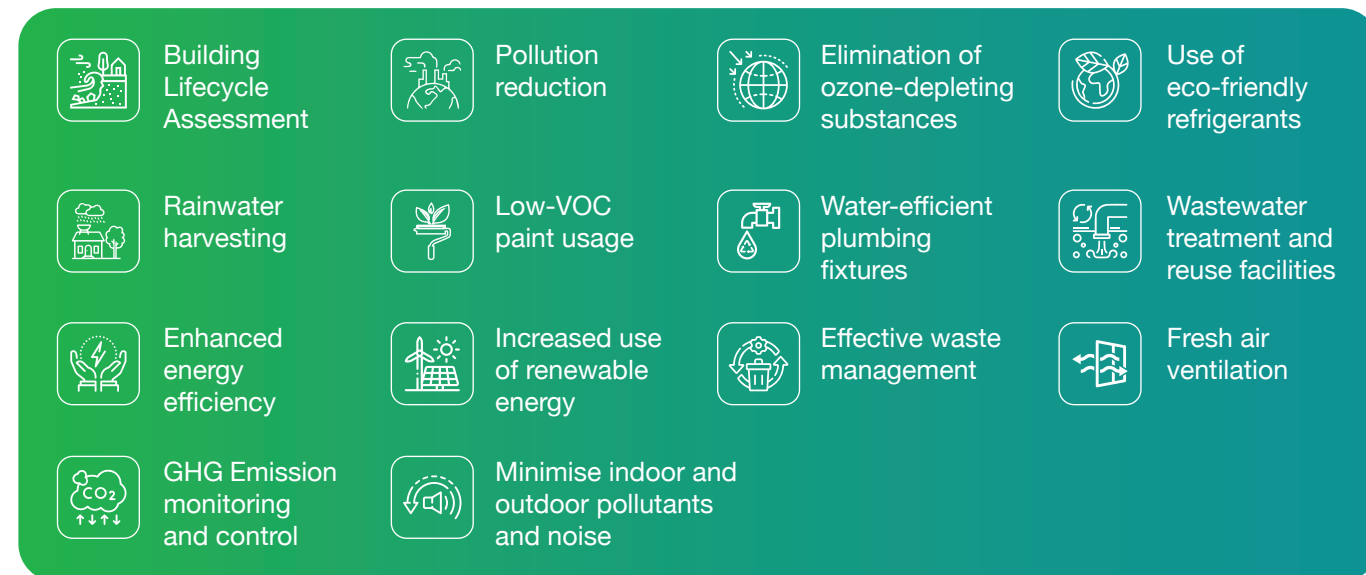 Building
Lifecycle
Assessment
Pollution
reduction
Elimination of
ozone-depleting
substances
Use of
eco-friendly
refrigerants
Rainwater
harvesting
Low-VOC
paint usage
Water-efficient
plumbing
fixtures
Wastewater
treatment and
reuse facilities
Enhanced
energy
efficiency
Increased use
of renewable
energy
Effective waste
management
Fresh air
ventilation
CO2
GHG Emission
monitoring
and control
Minimise indoor and
outdoor pollutants
and noise